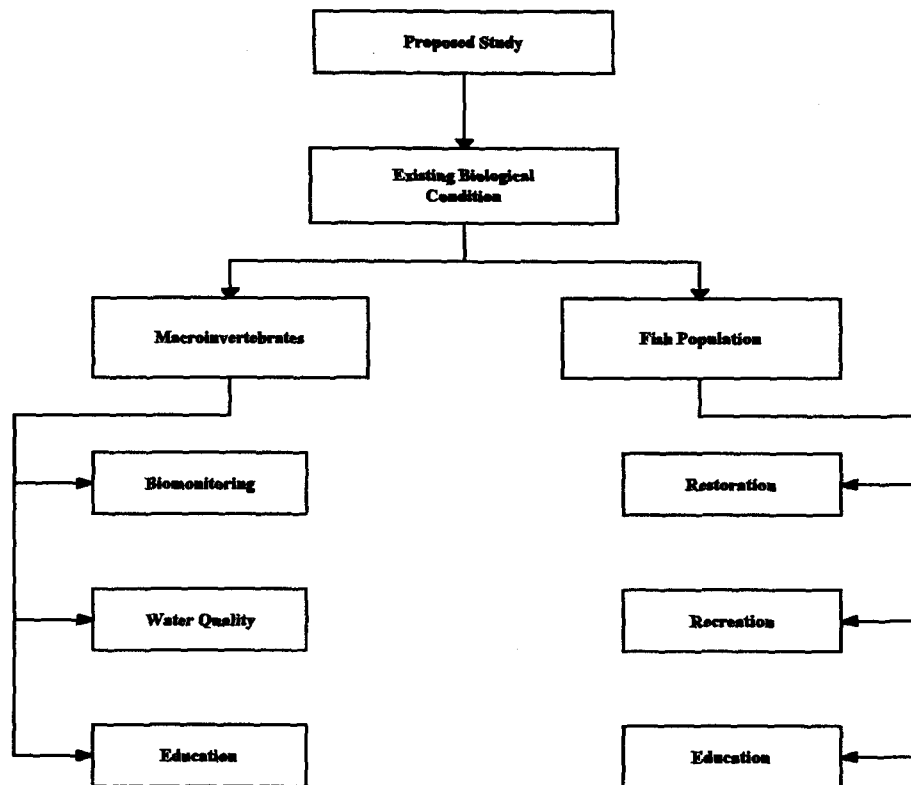 Proposed Study
Existing Biological
Condition
Macroinvertebrates
Fish Population
Biomonitoring
Restoration
Water Quality
Recreation
Education
Education